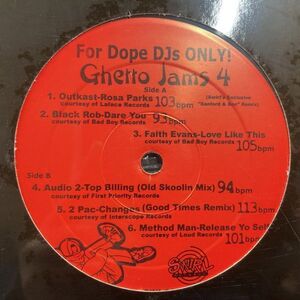 For Dope DJs ONLY!
Ghetto Jams 4
Side A
1. Outkast-Rosa Parks 103bpm
courtesy of Laface Records
"Sanford & Son" Remix)
2. Black Rob-Dare You 93bpm
courtesy of Bad Boy Records
3. Faith Evans-Love Like This
courtesy of Bad Boy Records 105bpm
Side B
4. Audio 2-Top Billing (Old Skoolin Mix) 94bpm
courtesy of First Priority Records
5. 2 Pac-Changes (Good Times Remix) 113bpm
courtesy of Interscope Records
6. Method Man-Release Yo Self
courtesy of Loud Records 101bpm